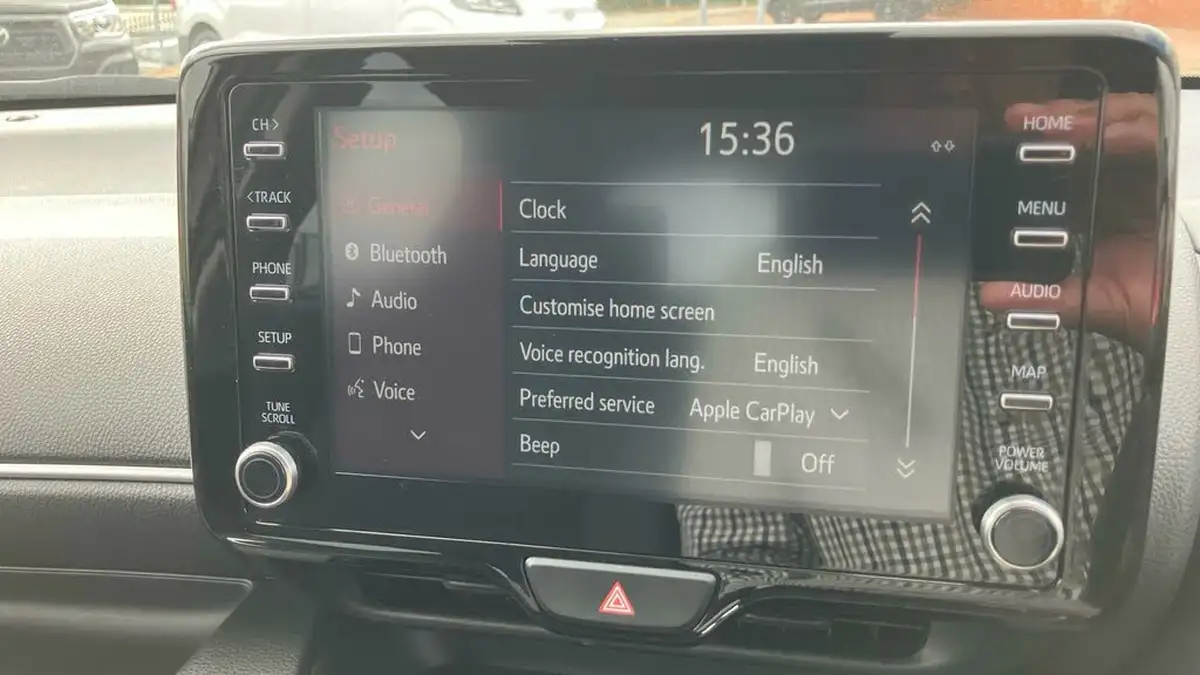 CH>
<TRACK
PHONE
SETUP
TUNE
SCROLL
Setup
15:36
General
Bluetooth
Audio
Phone
Voice
Clock
Language English
Customise home screen
Voice recognition lang. English
Preferred service Apple CarPlay
Beep Off
HOME
MENU
AUDIO
MAP
POWER
VOLUME